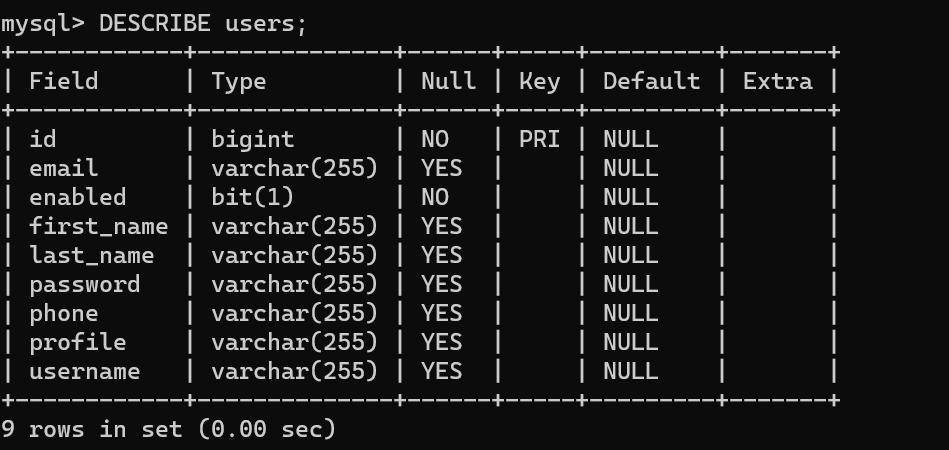 mysql> DESCRIBE users;
+------------+--------------+------+-----+---------+-------+
| Field      | Type         | Null | Key | Default | Extra |
+------------+--------------+------+-----+---------+-------+
| id         | bigint       | NO   | PRI | NULL    |       |
| email      | varchar(255) | YES  |     | NULL    |       |
| enabled    | bit(1)       | NO   |     | NULL    |       |
| first_name | varchar(255) | YES  |     | NULL    |       |
| last_name  | varchar(255) | YES  |     | NULL    |       |
| password   | varchar(255) | YES  |     | NULL    |       |
| phone      | varchar(255) | YES  |     | NULL    |       |
| profile    | varchar(255) | YES  |     | NULL    |       |
| username   | varchar(255) | YES  |     | NULL    |       |
+------------+--------------+------+-----+---------+-------+
9 rows in set (0.00 sec)